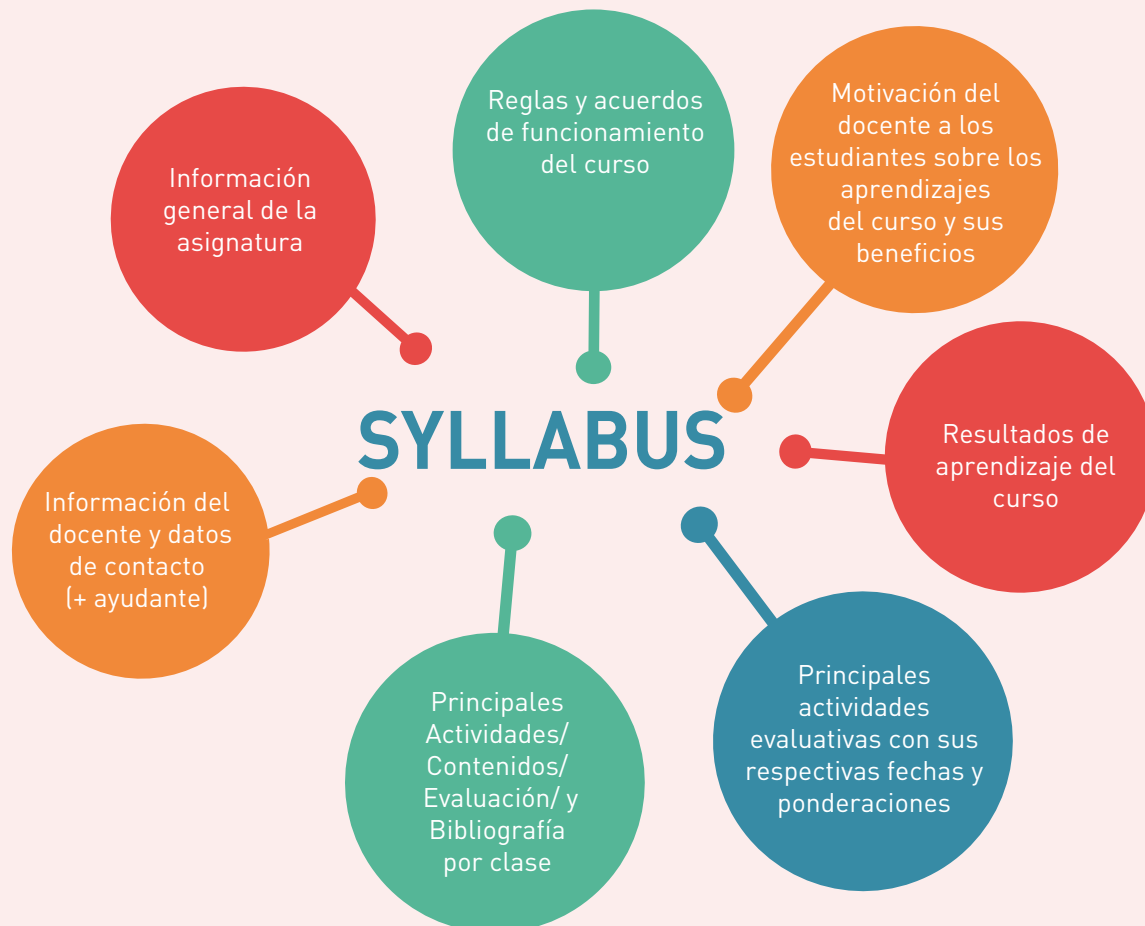 Reglas y acuerdos
de funcionamiento
del curso
Motivación del
docente a los
estudiantes sobre los
aprendizajes
del curso y sus
beneficios
Información
general de la
asignatura
SYLLABUS
Resultados de
aprendizaje del
curso
Información del
docente y datos
de contacto
(+ ayudante)
Principales
Actividades/
Contenidos/
Evaluación/ y
Bibliografía
por clase
Principales
actividades
evaluativas con sus
respectivas fechas y
ponderaciones